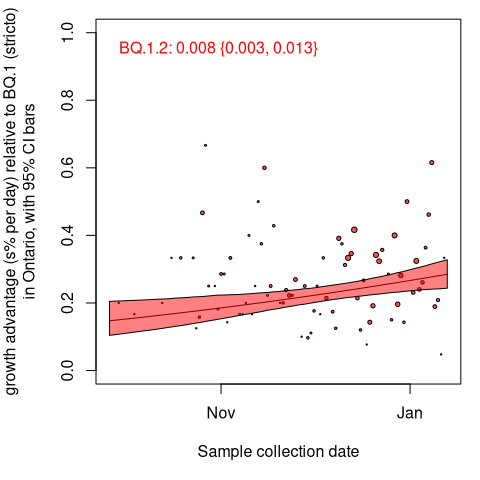 growth advantage (s% per day) relative to BQ.1 (stricto)
in Ontario, with 95% CI bars
1.0
0.8
0.6
0.4
0.2
0.0
BQ.1.2: 0.008 {0.003, 0.013}
Nov
Jan
Sample collection date